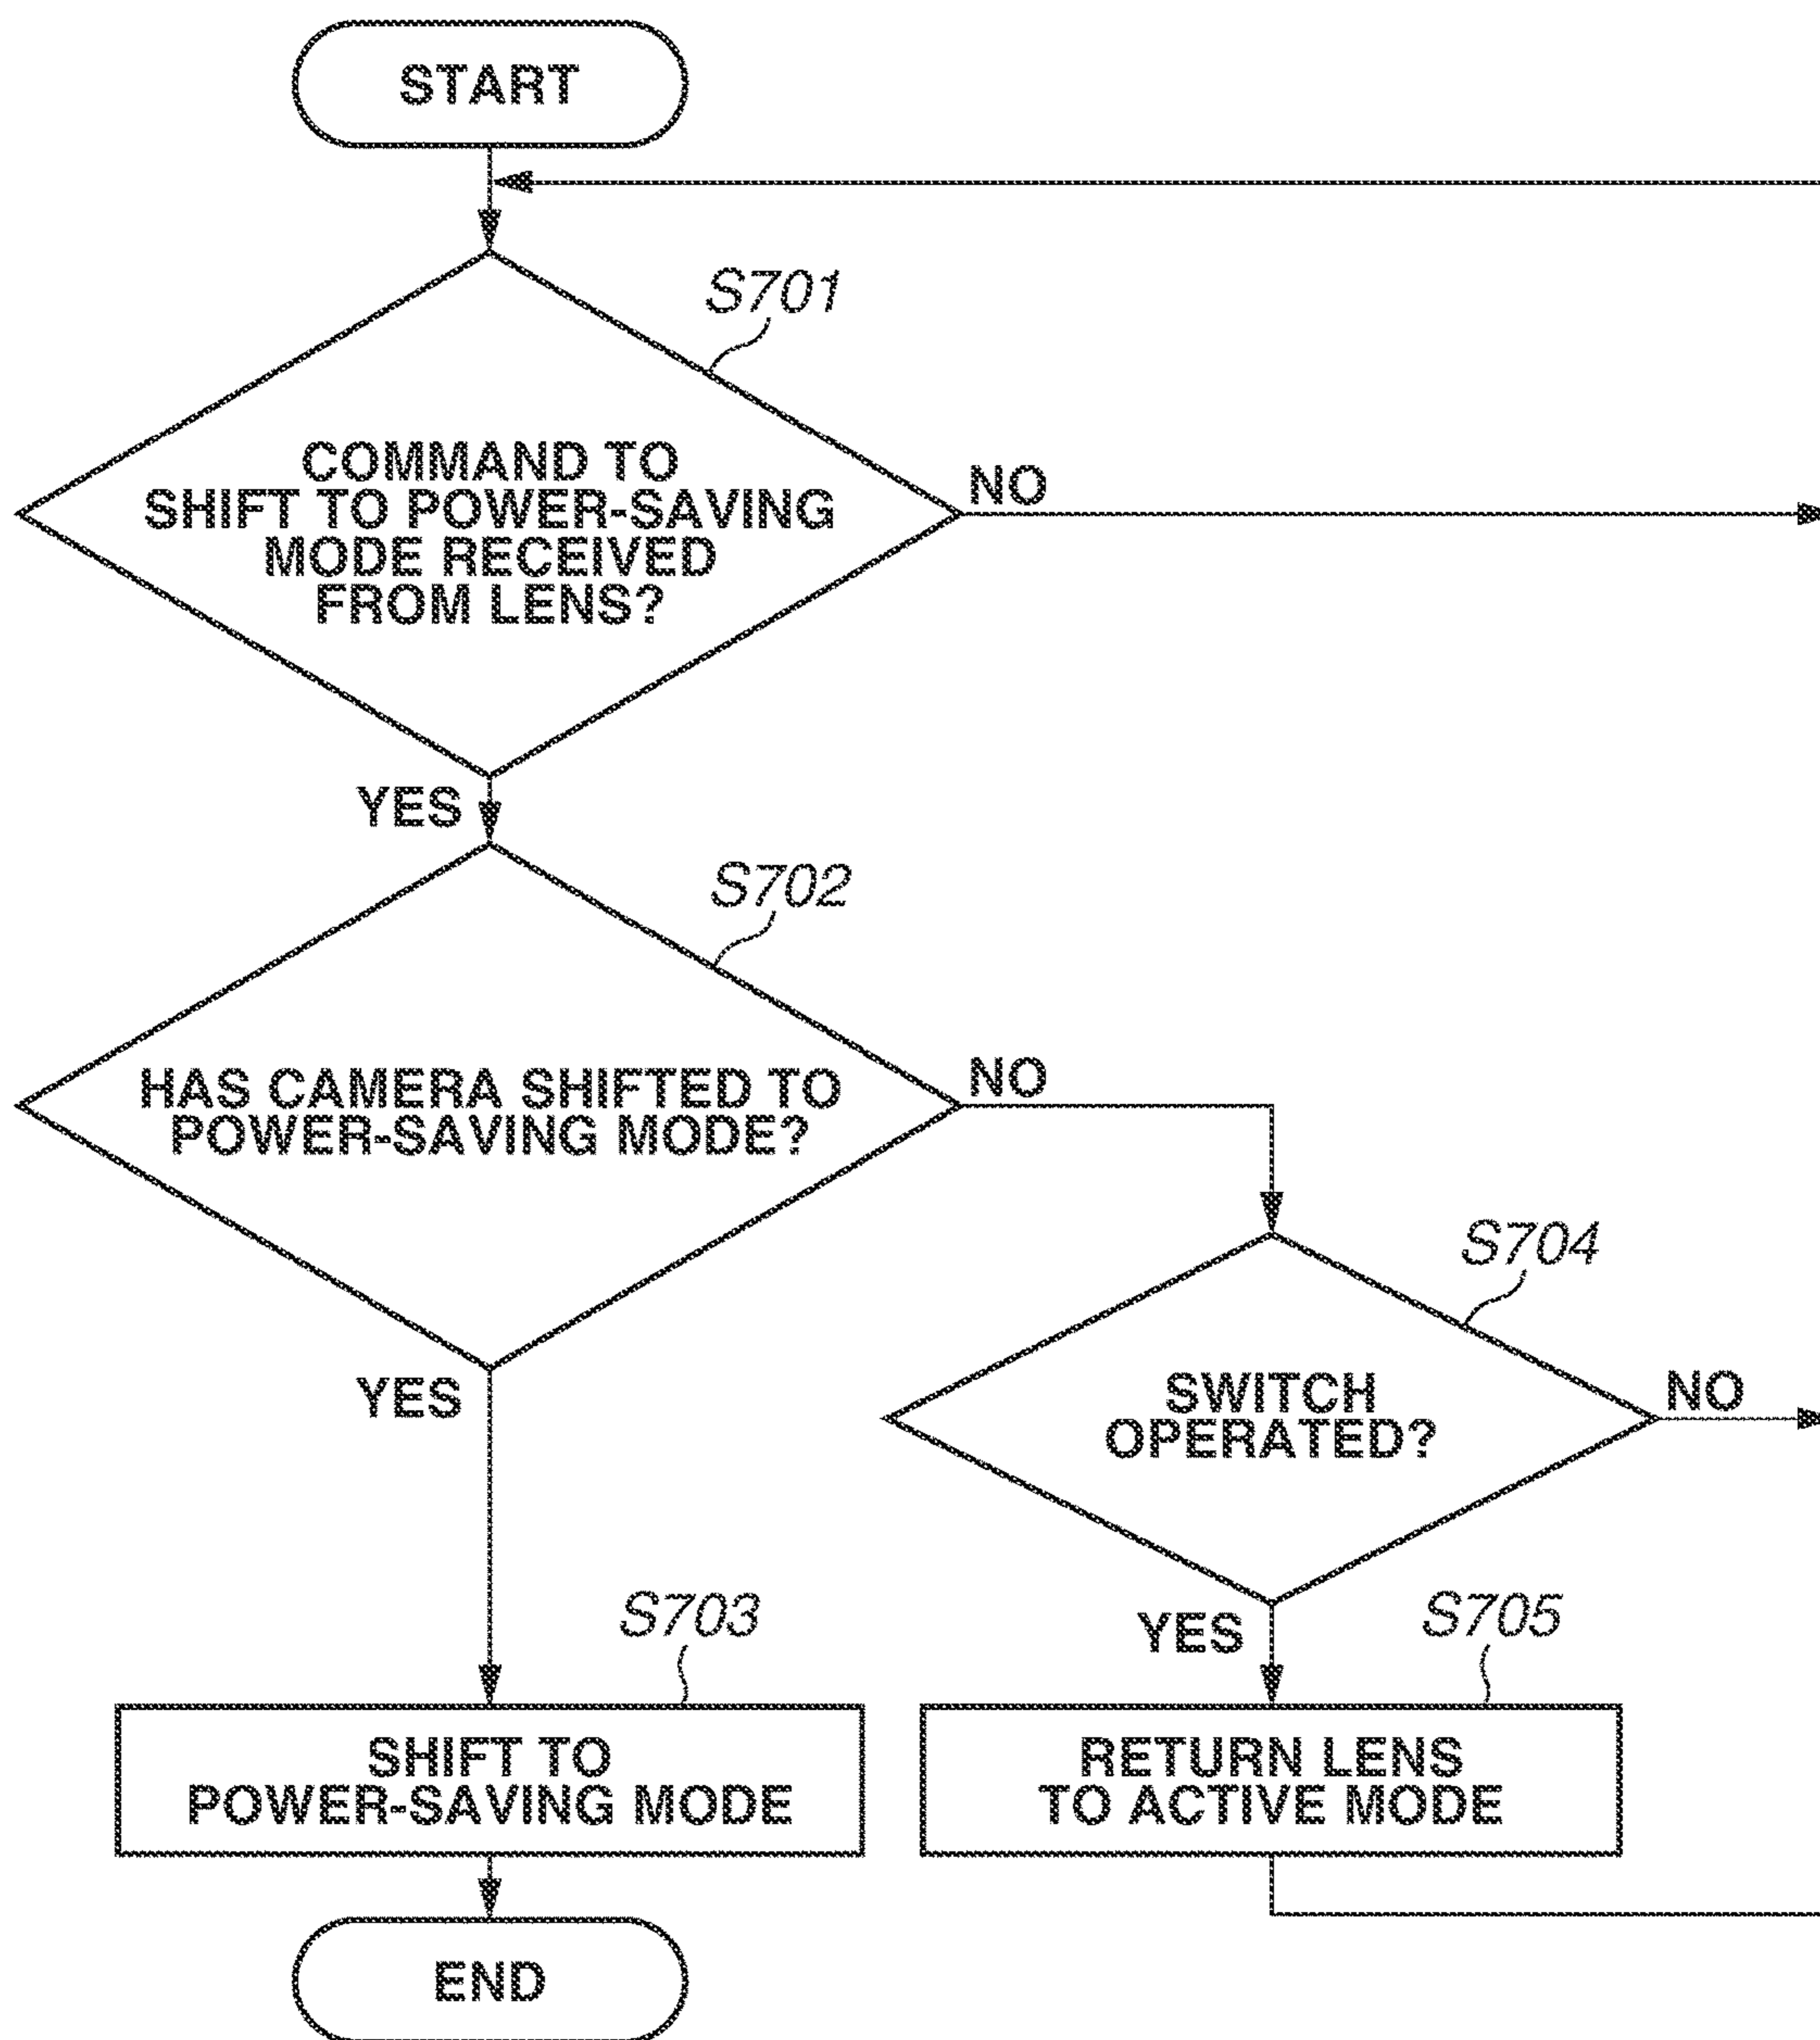 START
S701
COMMAND TO
SHIFT TO POWER-SAVING
MODE RECEIVED
FROM LENS?
NO
YES
S702
HAS CAMERA SHIFTED TO
POWER-SAVING MODE?
NO
YES
S704
SWITCH
OPERATED?
NO
YES
S703
SHIFT TO
POWER-SAVING MODE
S705
RETURN LENS
TO ACTIVE MODE
END